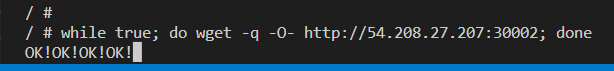 / #
/ # while true; do wget -q -O- http://54.208.27.207:30002; done
OK!OK!OK!OK!